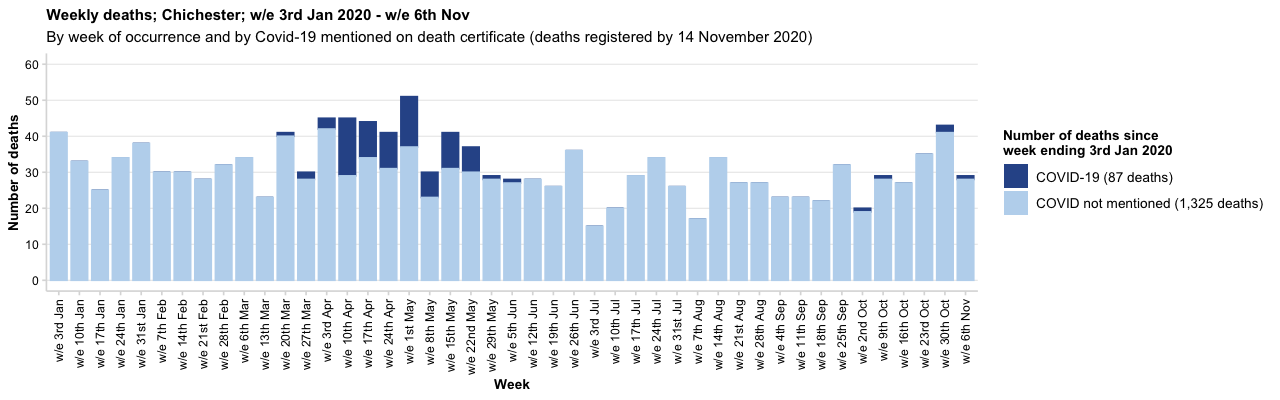 Weekly deaths; Chichester; w/e 3rd Jan 2020 - w/e 6th Nov
By week of occurrence and by Covid-19 mentioned on death certificate (deaths registered by 14 November 2020)
Number of deaths
60
50
40
30
20
10
0
w/e 3rd Jan
w/e 10th Jan
w/e 17th Jan
w/e 24th Jan
w/e 31st Jan
w/e 7th Feb
w/e 14th Feb
w/e 21st Feb
w/e 28th Feb
w/e 6th Mar
w/e 13th Mar
w/e 20th Mar
w/e 27th Mar
w/e 3rd Apr
w/e 10th Apr
w/e 17th Apr
w/e 24th Apr
w/e 1st May
w/e 8th May
w/e 15th May
w/e 22nd May
w/e 29th May
w/e 5th Jun
w/e 12th Jun
w/e 19th Jun
w/e 26th Jun
w/e 3rd Jul
w/e 10th Jul
w/e 17th Jul
w/e 24th Jul
w/e 31st Jul
w/e 7th Aug
w/e 14th Aug
w/e 21st Aug
w/e 28th Aug
w/e 4th Sep
w/e 11th Sep
w/e 18th Sep
w/e 25th Sep
w/e 2nd Oct
w/e 9th Oct
w/e 16th Oct
w/e 23rd Oct
w/e 30th Oct
w/e 6th Nov
Week
Number of deaths since
week ending 3rd Jan 2020
COVID-19 (87 deaths)
COVID not mentioned (1,325 deaths)